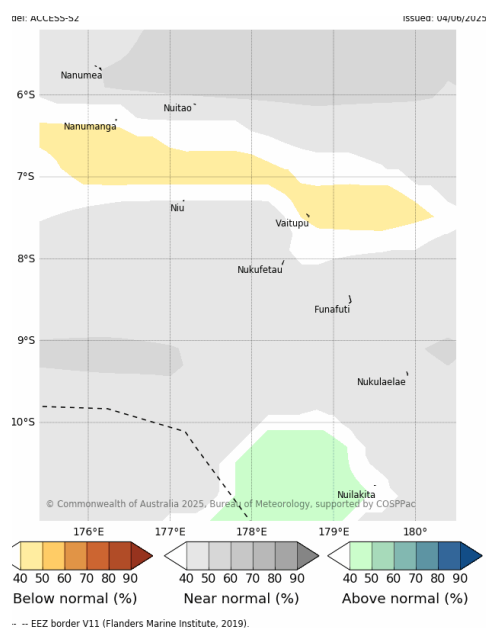 del: ACCESS-S2
Issued: 04/06/2025
Nanumea
6°S
Nuitao
Nanumanga
7°S
Niu
Vaitupu
8°S
Nukufetau
Funafuti
9°S
Nukulaelae
10°S
Nuilakita
© Commonwealth of Australia 2025, Bureau of Meteorology, supported by COSPPac
176°E 177°E 178°E 179°E 180°
40 50 60 70 80 90 40 50 60 70 80 90 40 50 60 70 80 90
Below normal (%) Near normal (%) Above normal (%)
-- EEZ border V11 (Flanders Marine Institute, 2019).